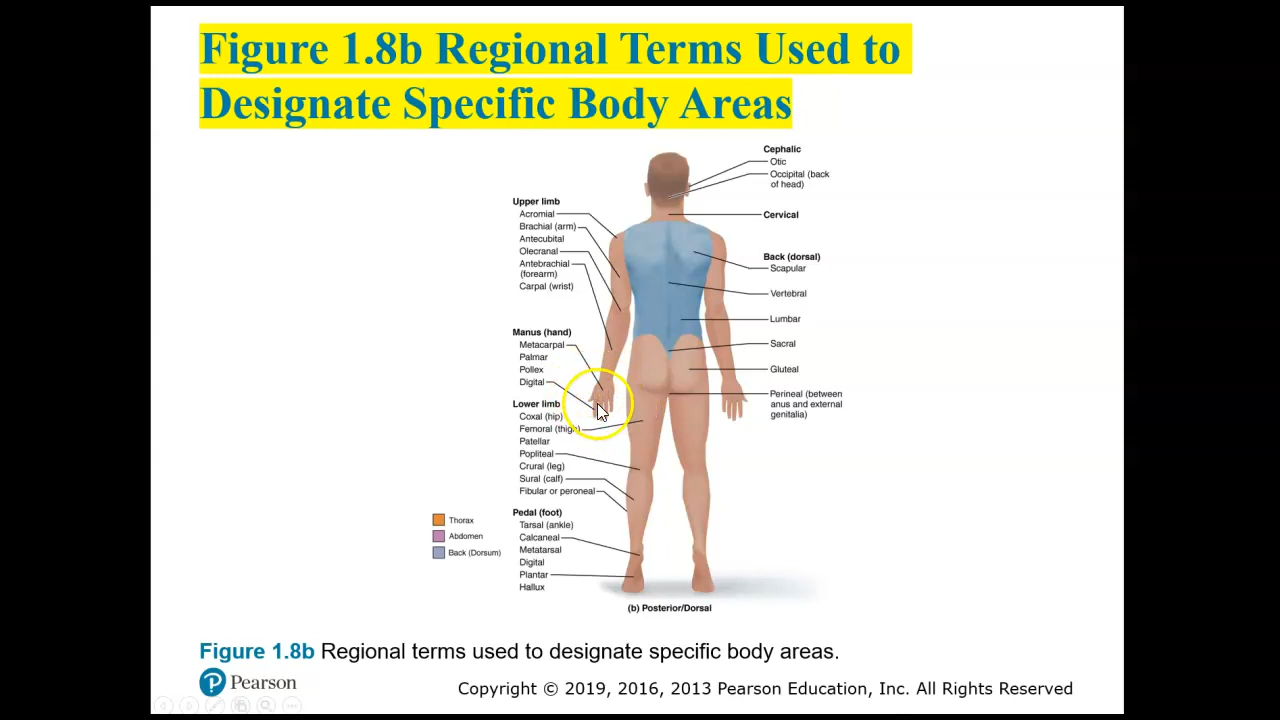 Figure 1.8b Regional Terms Used to
Designate Specific Body Areas
Cephalic
Otic
Occipital (back
of head)
Cervical
Back (dorsal)
Scapular
Vertebral
Lumbar
Sacral
Gluteal
Perineal (between
anus and external
genitalia)
Upper limb
Acromial
Brachial (arm)
Antecubital
Olecranal
Antebrachial
(forearm)
Carpal (wrist)
Manus (hand)
Metacarpal
Palmar
Pollex
Digital
Lower limb
Coxal (hip)
Femoral (thigh)
Patellar
Popliteal
Crural (leg)
Sural (calf)
Fibular or peroneal
Pedal (foot)
Tarsal (ankle)
Calcaneal
Metatarsal
Digital
Plantar
Hallux
Thorax
Abdomen
Back (Dorsum)
(b) Posterior/Dorsal
Figure 1.8b Regional terms used to designate specific body areas.
P Pearson
Copyright © 2019, 2016, 2013 Pearson Education, Inc. All Rights Reserved